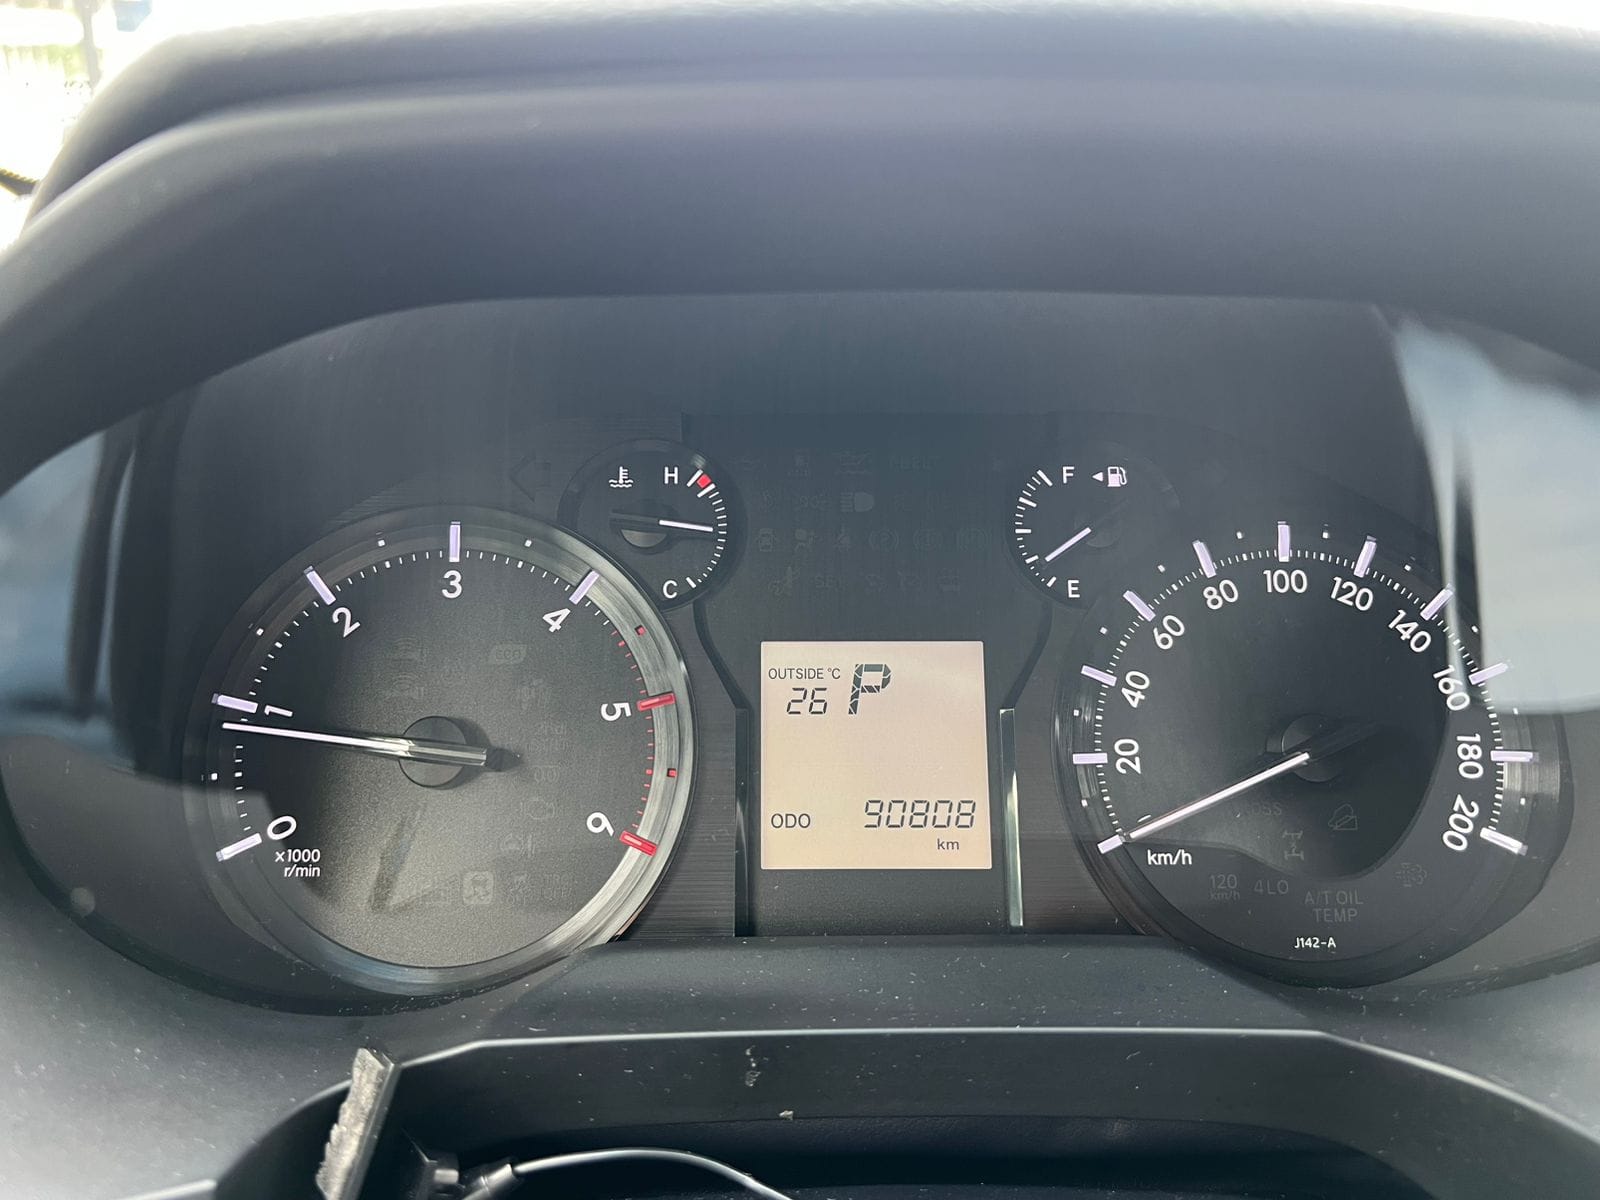 H
C
F
E
0
1
2
3
4
5
6
x1000
r/min
OUTSIDE °C
26 P
ODO 90808
km
20
40
60
80
100
120
140
160
180
200
km/h
120
km/h
4LO
A/T OIL
TEMP
J142-A
ECO